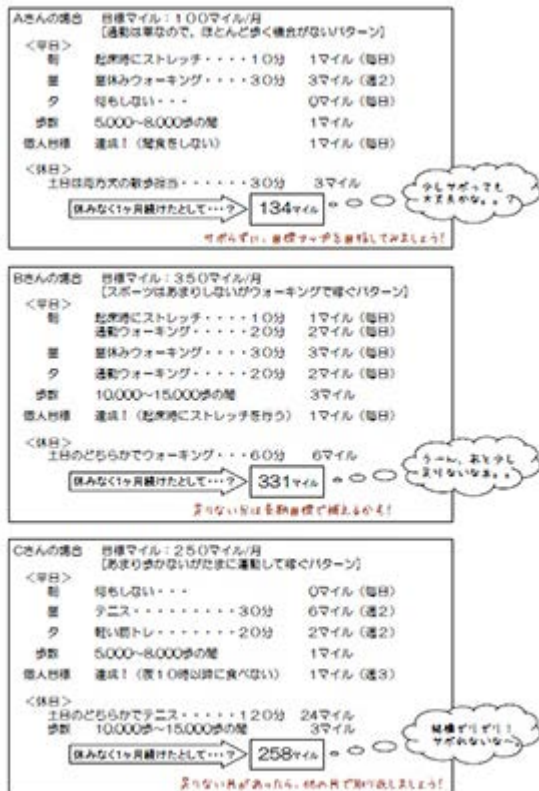 Aさんの場合 目標マイル：100マイル/月
[通勤は車なので、ほとんど歩く機会がないパターン]
<平日>
朝 起床時にストレッチ・・・・10分 1マイル（毎日）
昼 昼休みウォーキング・・・・30分 3マイル（週2）
夕 何もしない・・・ 0マイル（毎日）
歩数 5,000～8,000歩の間 1マイル
個人目標 達成！（間食をしない） 1マイル（毎日）
<休日>
土日は両方犬の散歩担当・・・・・・30分 3マイル
休みなく1ヶ月続けたとして・・・？ 134マイル
少しサボっても
大丈夫かな。。？
サボらずに、目標タッチを目指してみましょう！
Bさんの場合 目標マイル：350マイル/月
[スポーツはあまりしないがウォーキングで稼ぐパターン]
<平日>
朝 起床時にストレッチ・・・・10分 1マイル（毎日）
通勤ウォーキング・・・・・20分 2マイル（毎日）
昼 昼休みウォーキング・・・・30分 3マイル（毎日）
夕 通勤ウォーキング・・・・・20分 2マイル（毎日）
歩数 10,000～15,000歩の間 3マイル
個人目標 達成！（起床時にストレッチを行う） 1マイル（毎日）
<休日>
土日のどちらかでウォーキング・・・60分 6マイル
休みなく1ヶ月続けたとして・・・？ 331マイル
うーん、あと少し
足りないなぁ。。
足りない分は長期目標で補えるかも！
Cさんの場合 目標マイル：250マイル/月
[あまり歩かないがたまに運動して稼ぐパターン]
<平日>
朝 何もしない・・・ 0マイル（毎日）
昼 テニス・・・・・・・・・30分 6マイル（週2）
夕 軽い筋トレ・・・・・・・20分 2マイル（週2）
歩数 5,000～8,000歩の間 1マイル
個人目標 達成！（夜10時以降に食べない） 1マイル（週3）
<休日>
土日のどちらかでテニス・・・・・120分 24マイル
歩数 10,000歩～15,000歩の間 3マイル
休みなく1ヶ月続けたとして・・・？ 258マイル
結構ギリギリ！
サボれないな～。
足りない月があったら、他の月で取り返しましょう！